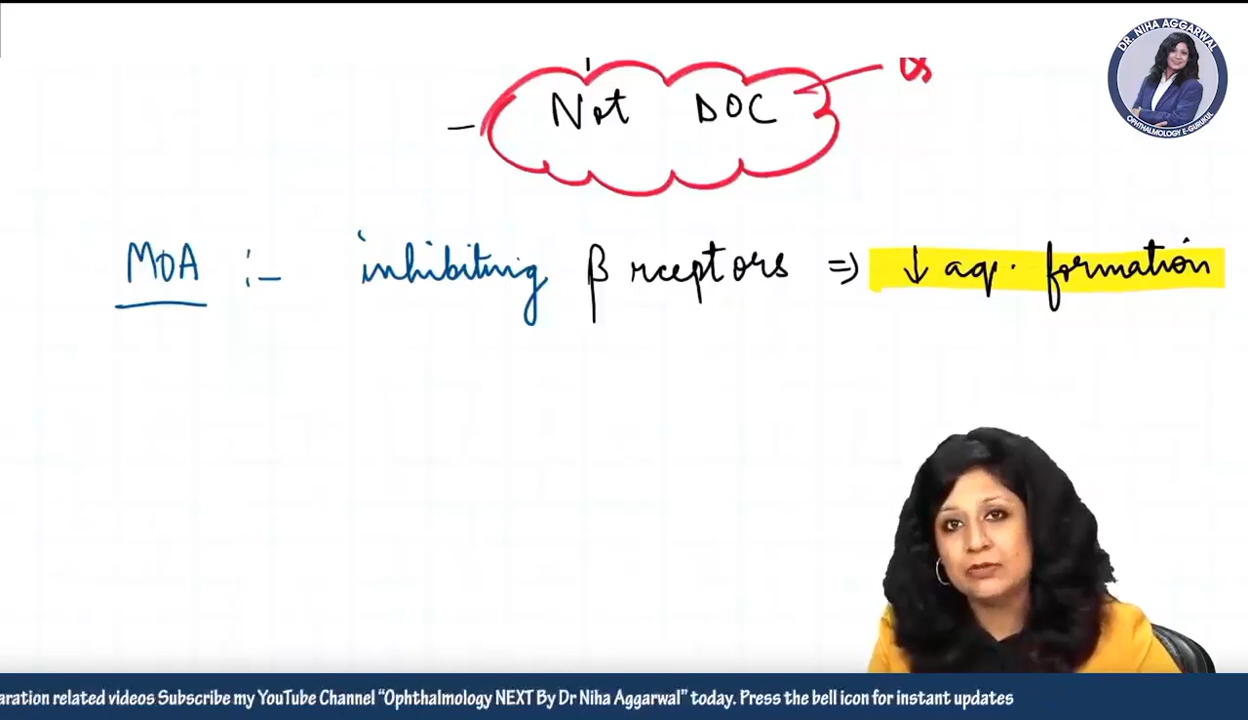 DR. NIHA AGGARWAL
OPHTHALMOLOGY E-GURUKUL
- Not DOC
MOA :- inhibiting β rceptors ⇒ ↓ aq. formation
aration related videos Subscribe my YouTube Channel “Ophthalmology NEXT By Dr Niha Aggarwal” today. Press the bell icon for instant updates